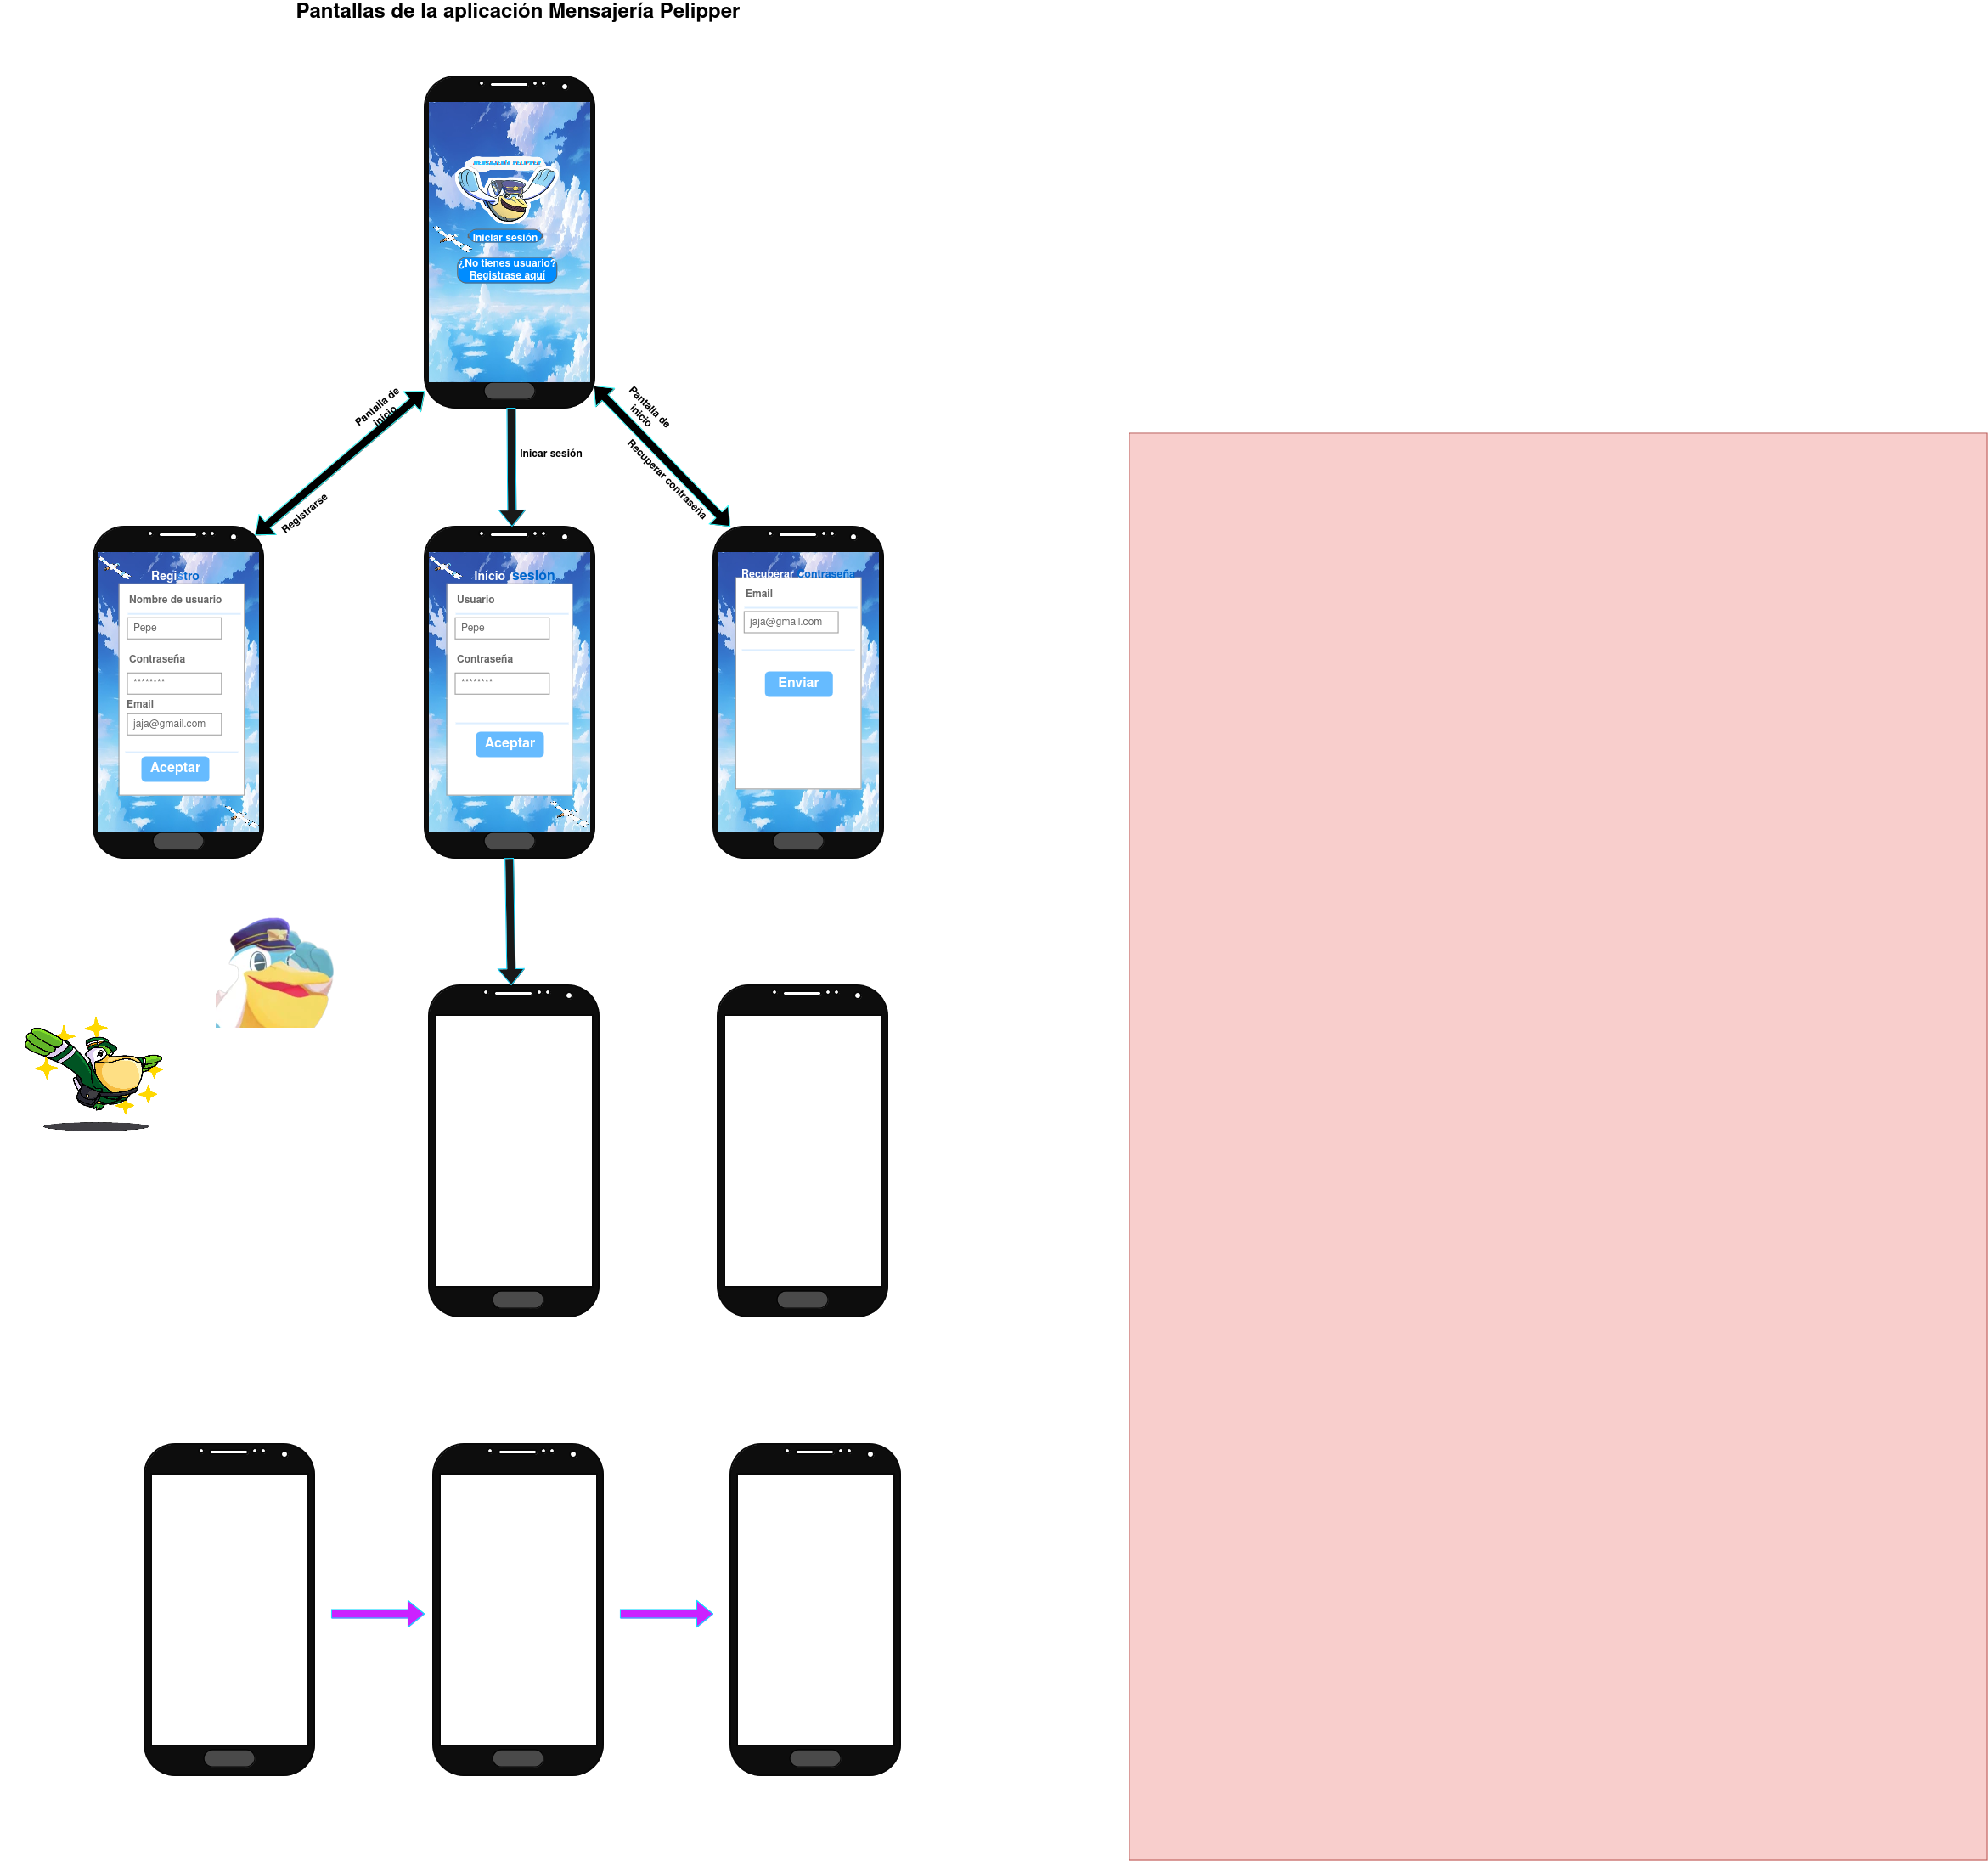 Pantallas de la aplicación Mensajería Pelipper
MENSAJERÍA PELIPPER
Iniciar sesión
¿No tienes usuario?
Registrase aquí
Pantalla de
inicio
Registrarse
Inicar sesión
Pantalla de
inicio
Recuperar contraseña
Registro
Nombre de usuario
Pepe
Contraseña
********
Email
jaja@gmail.com
Aceptar
Inicio sesión
Usuario
Pepe
Contraseña
********
Aceptar
Recuperar contraseña
Email
jaja@gmail.com
Enviar